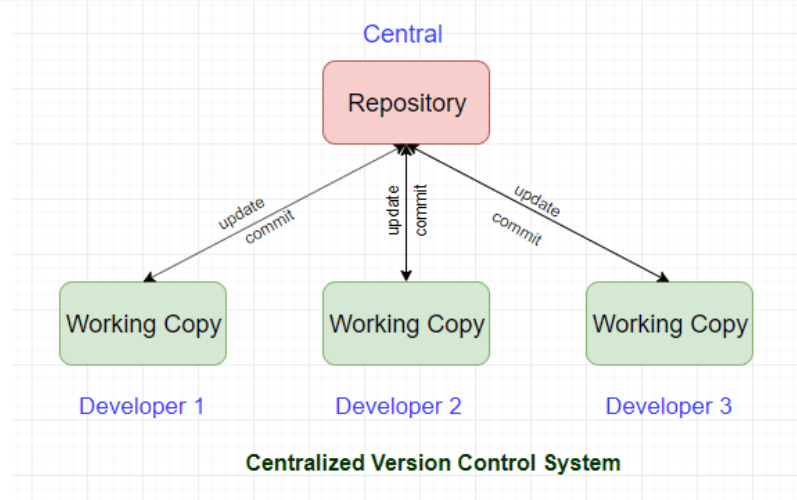 Central
Repository
update
commit
update
commit
update
commit
Working Copy
Working Copy
Working Copy
Developer 1
Developer 2
Developer 3
Centralized Version Control System